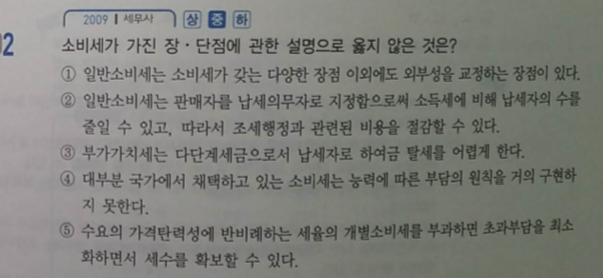 2009 | 세무사 상 중 하
02
소비세가 가진 장·단점에 관한 설명으로 옳지 않은 것은?
① 일반소비세는 소비세가 갖는 다양한 장점 이외에도 외부성을 교정하는 장점이 있다.
② 일반소비세는 판매자를 납세의무자로 지정함으로써 소득세에 비해 납세자의 수를
줄일 수 있고, 따라서 조세행정과 관련된 비용을 절감할 수 있다.
③ 부가가치세는 다단계세금으로서 납세자로 하여금 탈세를 어렵게 한다.
④ 대부분 국가에서 채택하고 있는 소비세는 능력에 따른 부담의 원칙을 거의 구현하
지 못한다.
⑤ 수요의 가격탄력성에 반비례하는 세율의 개별소비세를 부과하면 초과부담을 최소
화하면서 세수를 확보할 수 있다.